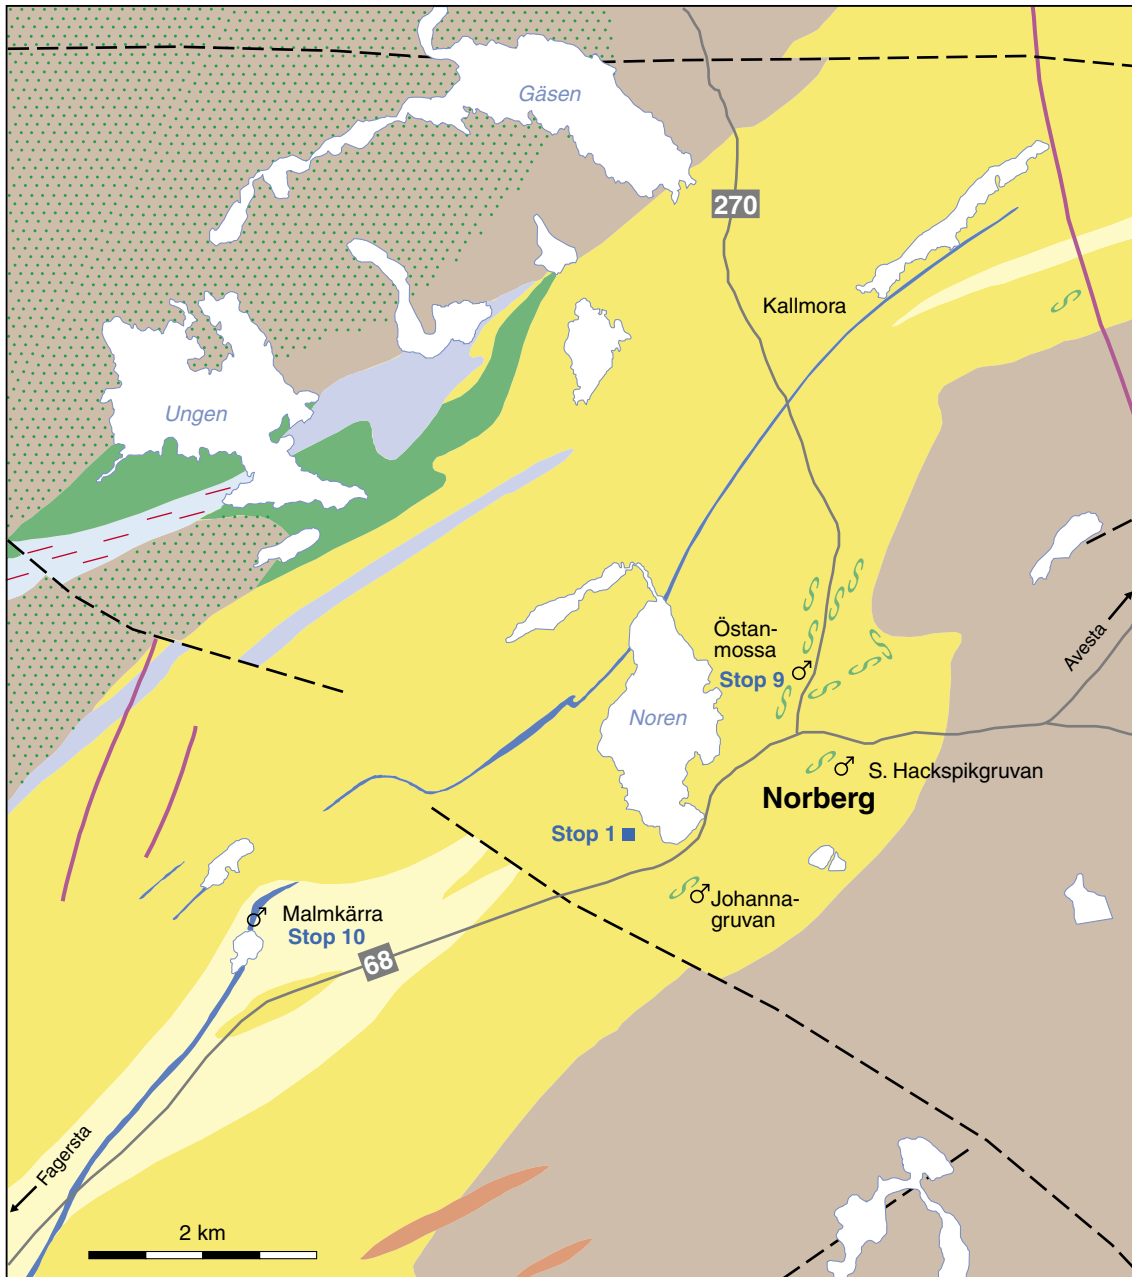 Gäsen
270
Kallmora
Ungen
Avesta
Östan-
mossa
Stop 9
Noren
S. Hackspikgruvan
Norberg
Stop 1
Johanna-
gruvan
Malmkärra
Stop 10
68
Fagersta
2 km